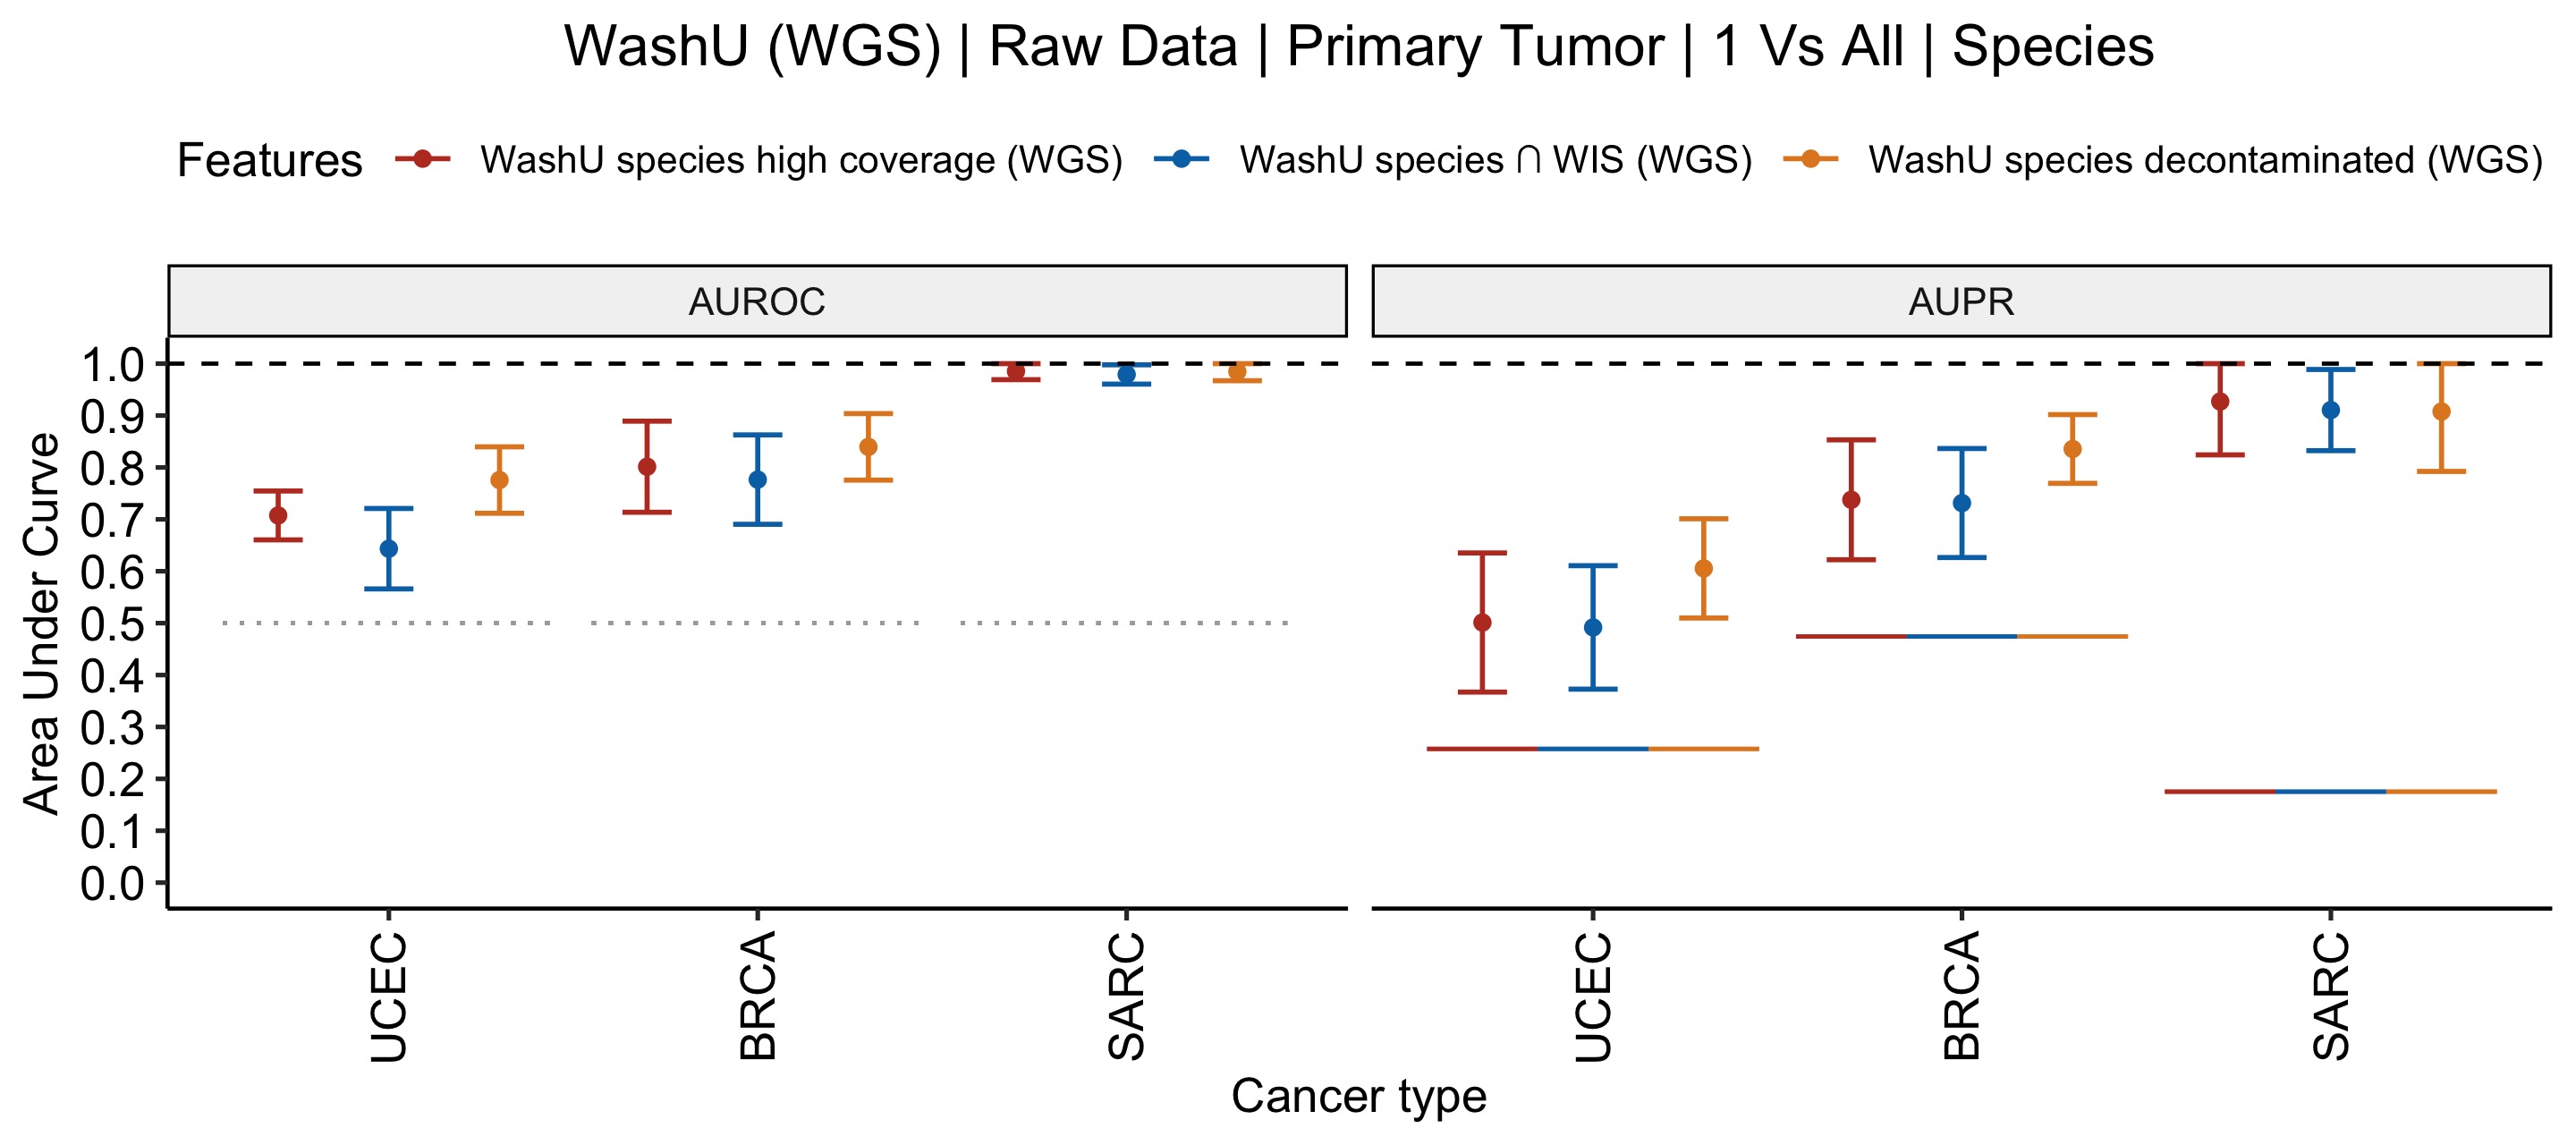 WashU (WGS) | Raw Data | Primary Tumor | 1 Vs All | Species
Features WashU species high coverage (WGS) WashU species ∩ WIS (WGS) WashU species decontaminated (WGS)
AUROC AUPR
Area Under Curve
1.0
0.9
0.8
0.7
0.6
0.5
0.4
0.3
0.2
0.1
0.0
UCEC BRCA SARC UCEC BRCA SARC
Cancer type